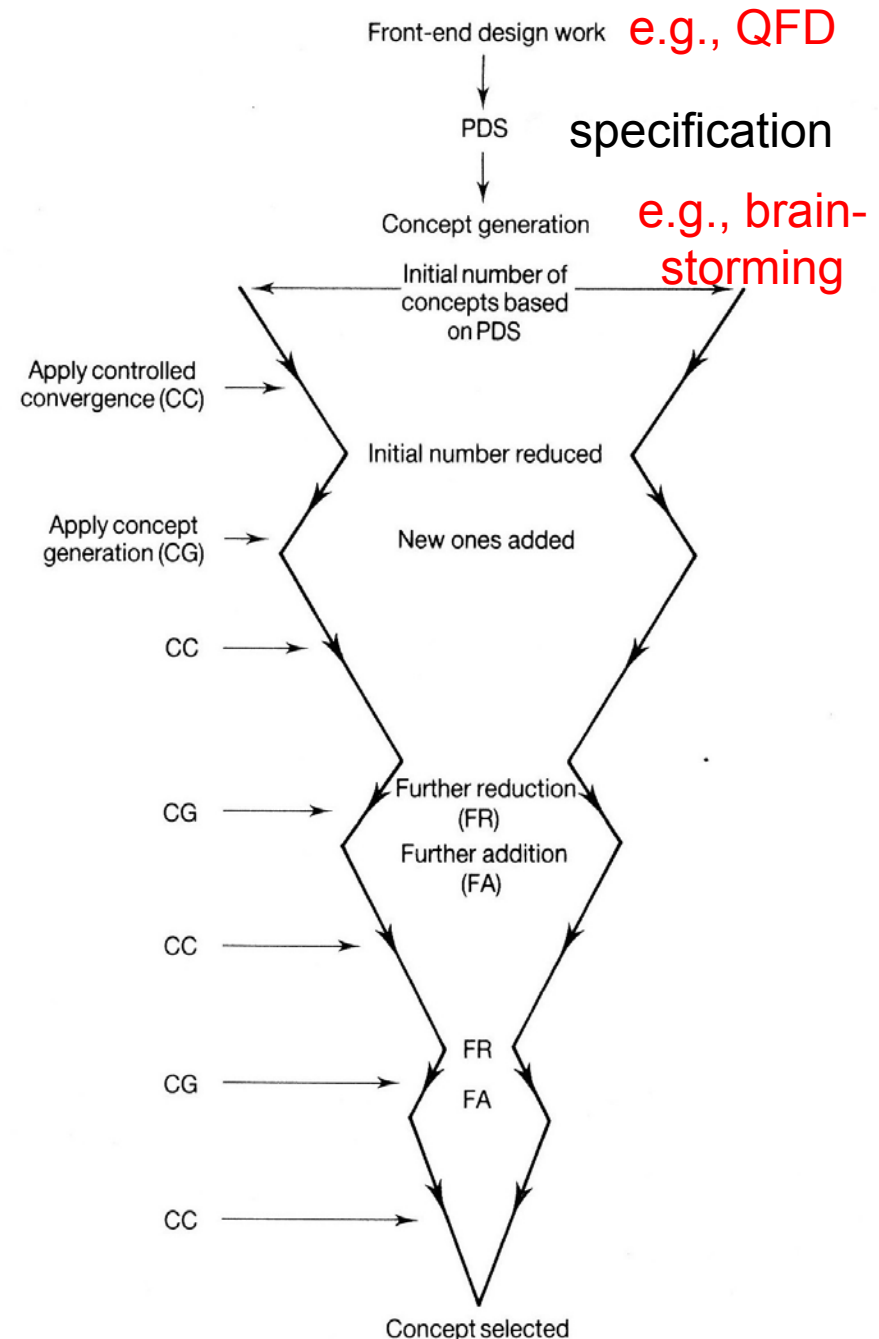 Front-end design work e.g., QFD
PDS specification
Concept generation e.g., brain-
storming
Initial number of
concepts based
on PDS
Apply controlled
convergence (CC)
Initial number reduced
Apply concept
generation (CG)
New ones added
CC
Further reduction
(FR)
CG
Further addition
(FA)
CC
FR
CG
FA
CC
Concept selected